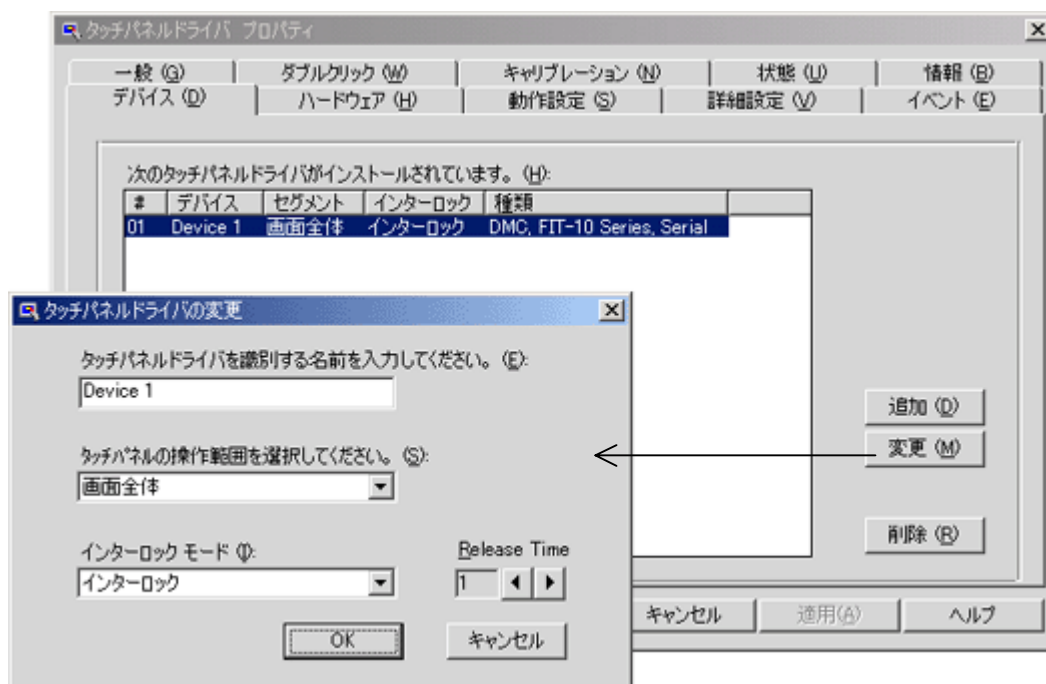 タッチパネルドライバ プロパティ
一般 (G) ダブルクリック (W) キャリブレーション (N) 状態 (U) 情報 (B)
デバイス (D) ハードウェア (H) 動作設定 (S) 詳細設定 (V) イベント (E)
次のタッチパネルドライバがインストールされています。 (H):
# デバイス セグメント インターロック 種類
01 Device 1 画面全体 インターロック DMC, FIT-10 Series, Serial
追加 (D)
変更 (M)
削除 (R)
キャンセル 適用(A) ヘルプ
タッチパネルドライバの変更
タッチパネルドライバを識別する名前を入力してください。 (E):
Device 1
タッチパネルの操作範囲を選択してください。 (S):
画面全体
インターロック モード (I): Release Time
インターロック 1
OK キャンセル